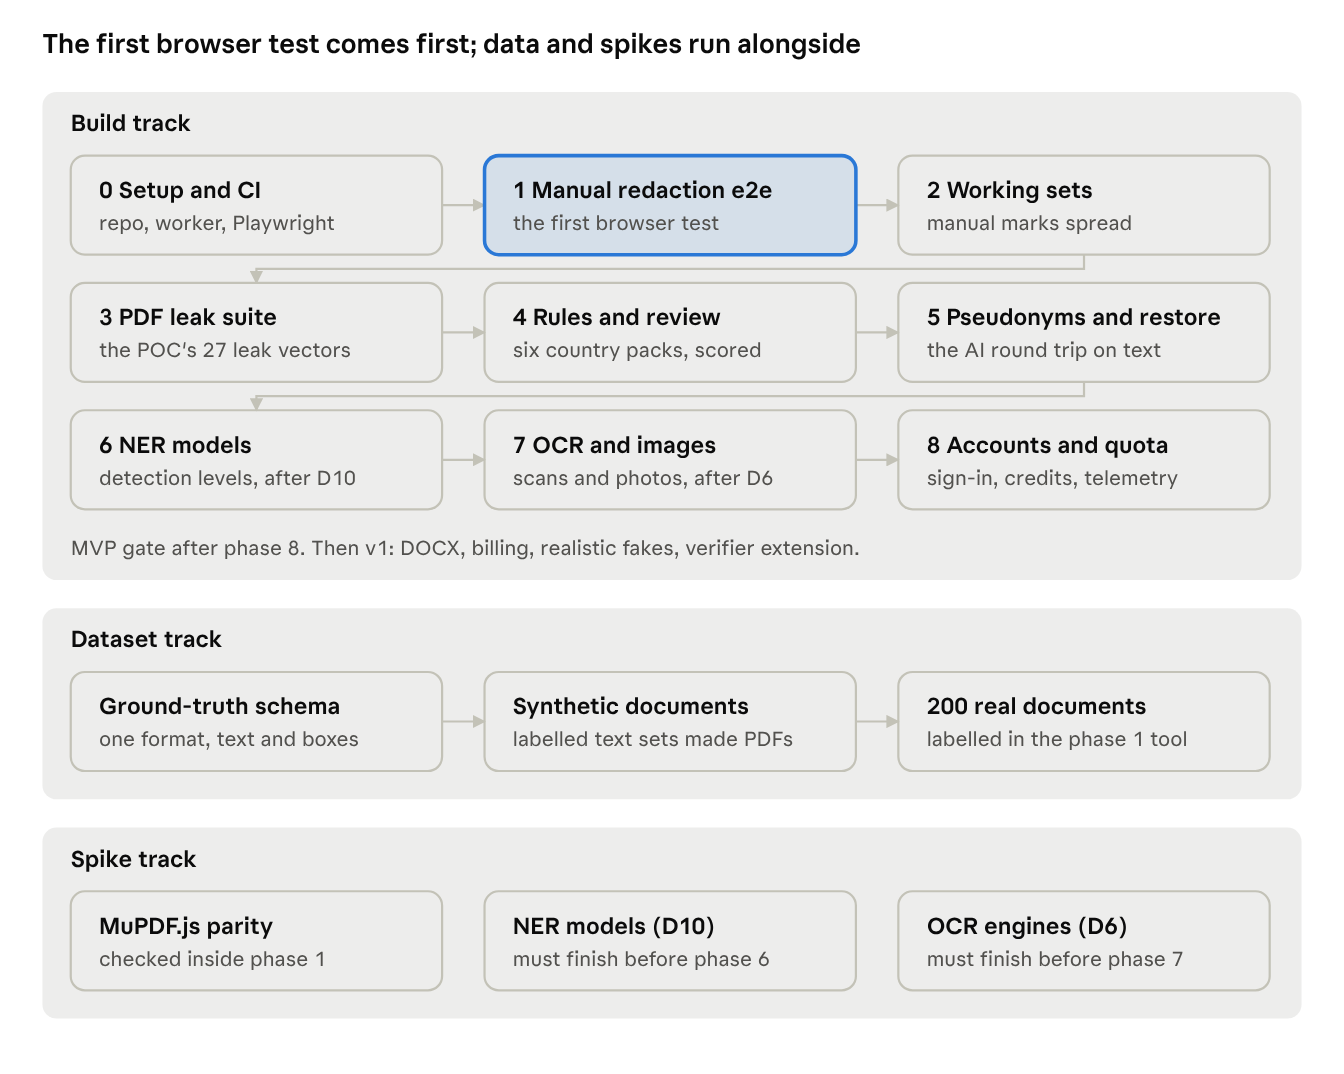 The first browser test comes first; data and spikes run alongside
Build track
0 Setup and CI
repo, worker, Playwright
1 Manual redaction e2e
the first browser test
2 Working sets
manual marks spread
3 PDF leak suite
the POC's 27 leak vectors
4 Rules and review
six country packs, scored
5 Pseudonyms and restore
the AI round trip on text
6 NER models
detection levels, after D10
7 OCR and images
scans and photos, after D6
8 Accounts and quota
sign-in, credits, telemetry
MVP gate after phase 8. Then v1: DOCX, billing, realistic fakes, verifier extension.
Dataset track
Ground-truth schema
one format, text and boxes
Synthetic documents
labelled text sets made PDFs
200 real documents
labelled in the phase 1 tool
Spike track
MuPDF.js parity
checked inside phase 1
NER models (D10)
must finish before phase 6
OCR engines (D6)
must finish before phase 7